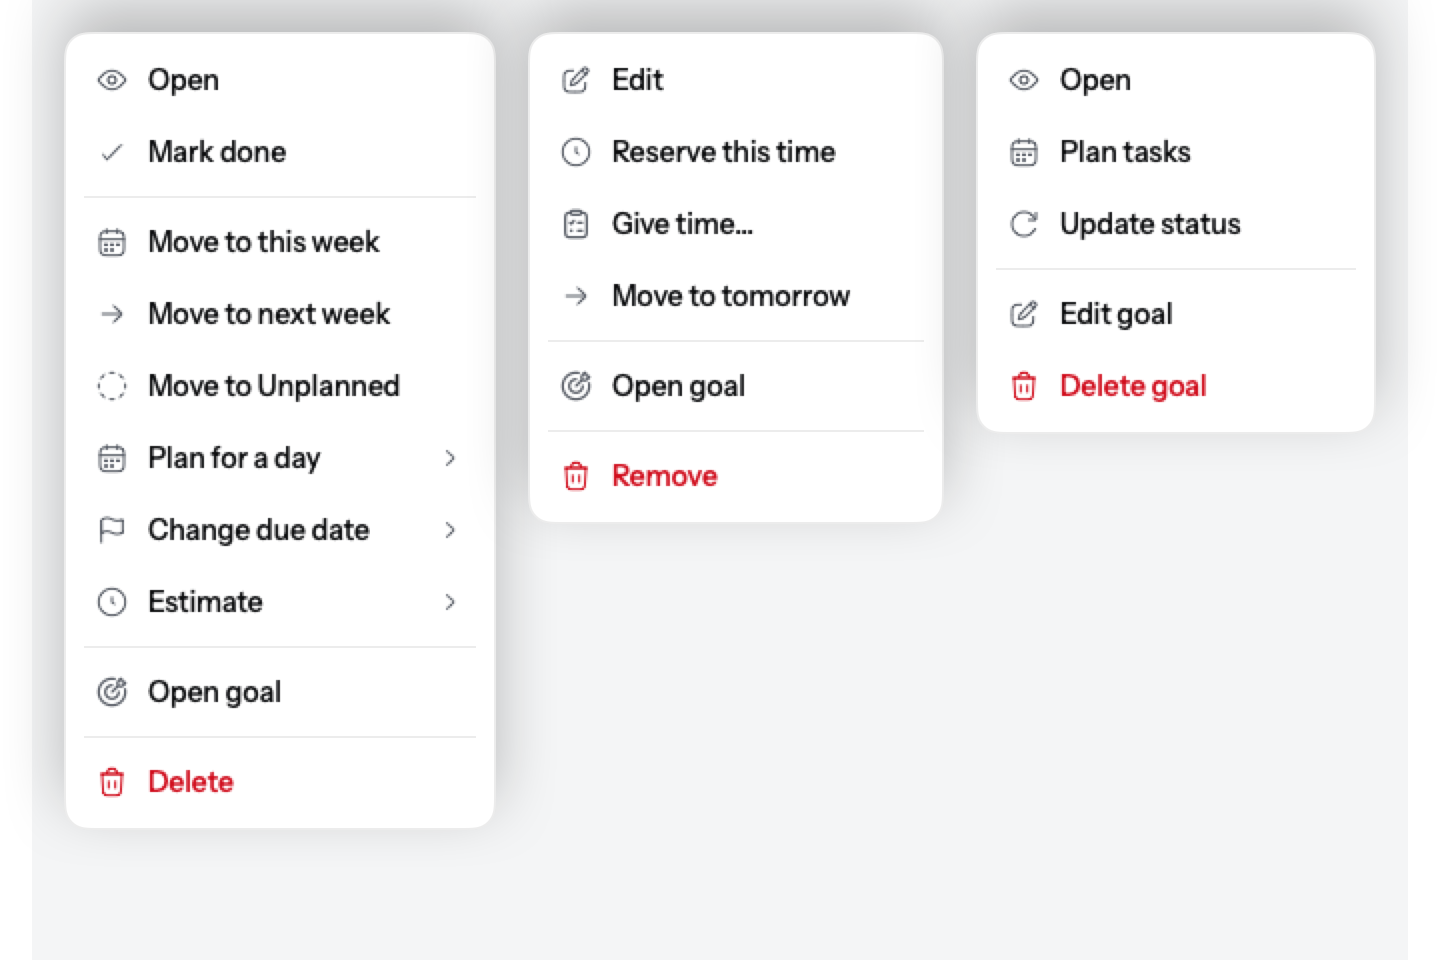 Open
Mark done
Move to this week
Move to next week
Move to Unplanned
Plan for a day
Change due date
Estimate
Open goal
Delete
Edit
Reserve this time
Give time...
Move to tomorrow
Open goal
Remove
Open
Plan tasks
Update status
Edit goal
Delete goal